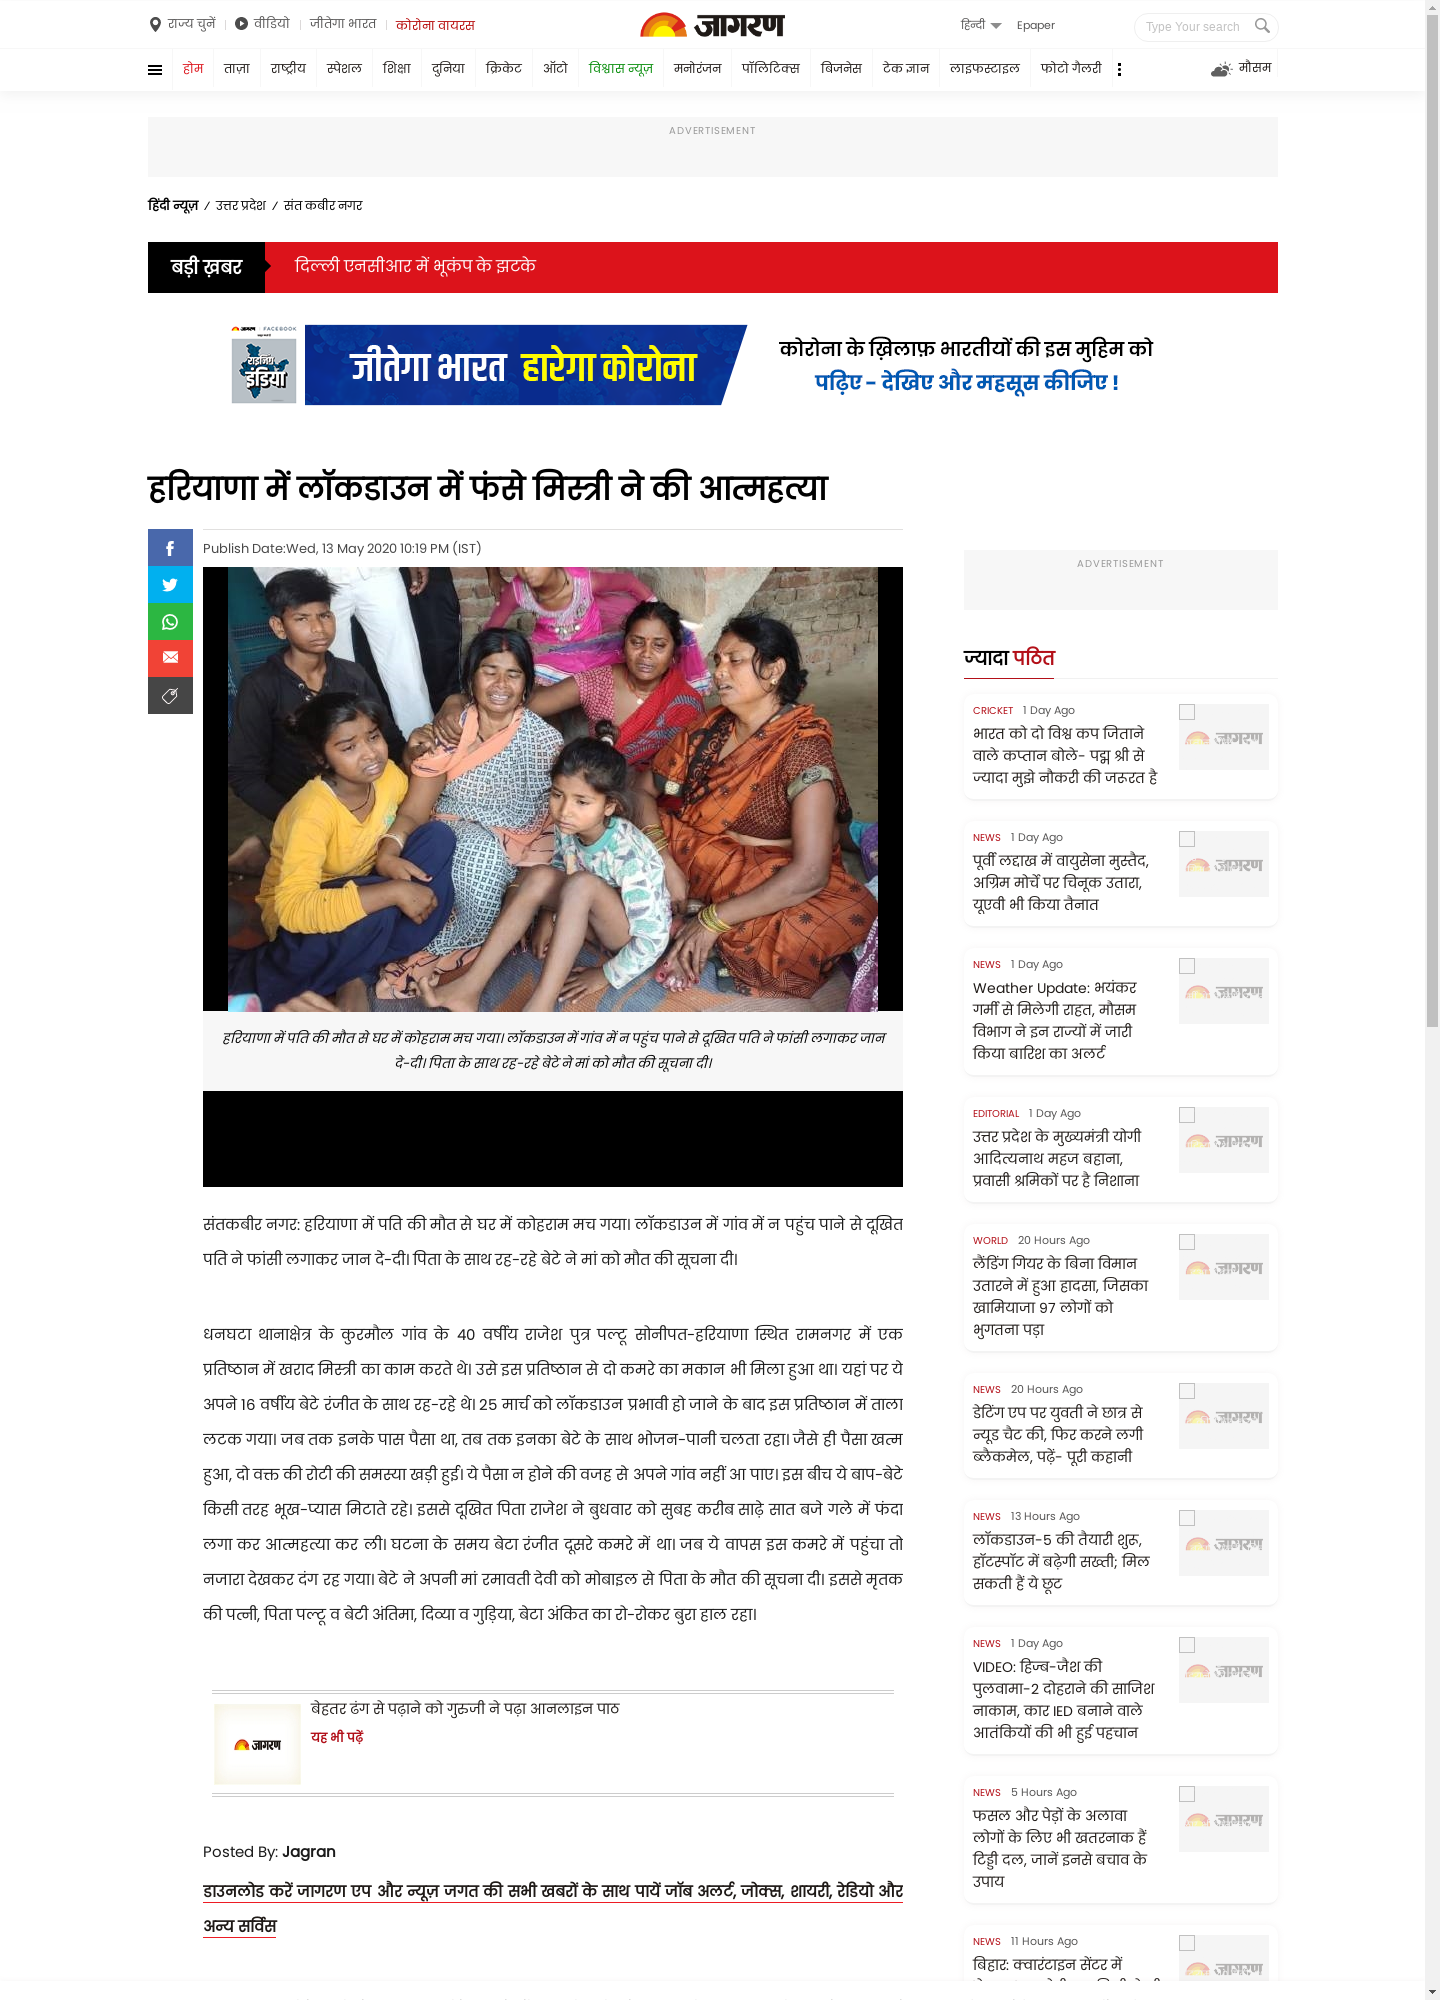 राज्य चुनें
वीडियो
जीतेगा भारत
कोरोना वायरस
जागरण
हिन्दी
Epaper
Type Your search
होम
ताज़ा
राष्ट्रीय
स्पेशल
शिक्षा
दुनिया
क्रिकेट
ऑटो
विश्वास न्यूज़
मनोरंजन
पॉलिटिक्स
बिजनेस
टेक ज्ञान
लाइफस्टाइल
फोटो गैलरी
मौसम
ADVERTISEMENT
हिंदी न्यूज़ / उत्तर प्रदेश / संत कबीर नगर
बड़ी ख़बर
दिल्ली एनसीआर में भूकंप के झटके
जागरण FACEBOOK
राइजिंग
इंडिया
जीतेगा भारत हारेगा कोरोना
कोरोना के ख़िलाफ़ भारतीयों की इस मुहिम को
पढ़िए - देखिए और महसूस कीजिए !
हरियाणा में लॉकडाउन में फंसे मिस्त्री ने की आत्महत्या
Publish Date:Wed, 13 May 2020 10:19 PM (IST)
हरियाणा में पति की मौत से घर में कोहराम मच गया। लॉकडाउन में गांव में न पहुंच पाने से दूखित पति ने फांसी लगाकर जान
दे-दी। पिता के साथ रह-रहे बेटे ने मां को मौत की सूचना दी।
संतकबीर नगर: हरियाणा में पति की मौत से घर में कोहराम मच गया। लॉकडाउन में गांव में न पहुंच पाने से दूखित
पति ने फांसी लगाकर जान दे-दी। पिता के साथ रह-रहे बेटे ने मां को मौत की सूचना दी।
धनघटा थानाक्षेत्र के कुरमौल गांव के 40 वर्षीय राजेश पुत्र पल्टू सोनीपत-हरियाणा स्थित रामनगर में एक
प्रतिष्ठान में खराद मिस्त्री का काम करते थे। उसे इस प्रतिष्ठान से दो कमरे का मकान भी मिला हुआ था। यहां पर ये
अपने 16 वर्षीय बेटे रंजीत के साथ रह-रहे थे। 25 मार्च को लॉकडाउन प्रभावी हो जाने के बाद इस प्रतिष्ठान में ताला
लटक गया। जब तक इनके पास पैसा था, तब तक इनका बेटे के साथ भोजन-पानी चलता रहा। जैसे ही पैसा खत्म
हुआ, दो वक्त की रोटी की समस्या खड़ी हुई। ये पैसा न होने की वजह से अपने गांव नहीं आ पाए। इस बीच ये बाप-बेटे
किसी तरह भूख-प्यास मिटाते रहे। इससे दूखित पिता राजेश ने बुधवार को सुबह करीब साढ़े सात बजे गले में फंदा
लगा कर आत्महत्या कर ली। घटना के समय बेटा रंजीत दूसरे कमरे में था। जब ये वापस इस कमरे में पहुंचा तो
नजारा देखकर दंग रह गया। बेटे ने अपनी मां रमावती देवी को मोबाइल से पिता के मौत की सूचना दी। इससे मृतक
की पत्नी, पिता पल्टू व बेटी अंतिमा, दिव्या व गुड़िया, बेटा अंकित का रो-रोकर बुरा हाल रहा।
जागरण
बेहतर ढंग से पढ़ाने को गुरुजी ने पढ़ा आनलाइन पाठ
यह भी पढ़ें
Posted By: Jagran
डाउनलोड करें जागरण एप और न्यूज़ जगत की सभी खबरों के साथ पायें जॉब अलर्ट, जोक्स, शायरी, रेडियो और
अन्य सर्विस
ADVERTISEMENT
ज्यादा पठित
CRICKET 1 Day Ago
भारत को दो विश्व कप जिताने
वाले कप्तान बोले- पद्म श्री से
ज्यादा मुझे नौकरी की जरूरत है
जागरण
NEWS 1 Day Ago
पूर्वी लद्दाख में वायुसेना मुस्तैद,
अग्रिम मोर्चे पर चिनूक उतारा,
यूएवी भी किया तैनात
जागरण
NEWS 1 Day Ago
Weather Update: भयंकर
गर्मी से मिलेगी राहत, मौसम
विभाग ने इन राज्यों में जारी
किया बारिश का अलर्ट
जागरण
EDITORIAL 1 Day Ago
उत्तर प्रदेश के मुख्यमंत्री योगी
आदित्यनाथ महज बहाना,
प्रवासी श्रमिकों पर है निशाना
जागरण
WORLD 20 Hours Ago
लैंडिंग गियर के बिना विमान
उतारने में हुआ हादसा, जिसका
खामियाजा 97 लोगों को
भुगतना पड़ा
जागरण
NEWS 20 Hours Ago
डेटिंग एप पर युवती ने छात्र से
न्यूड चैट की, फिर करने लगी
ब्लैकमेल, पढ़ें- पूरी कहानी
जागरण
NEWS 13 Hours Ago
लॉकडाउन-5 की तैयारी शुरू,
हॉटस्पॉट में बढ़ेगी सख्ती; मिल
सकती हैं ये छूट
जागरण
NEWS 1 Day Ago
VIDEO: हिज्ब-जैश की
पुलवामा-2 दोहराने की साजिश
नाकाम, कार IED बनाने वाले
आतंकियों की भी हुई पहचान
जागरण
NEWS 5 Hours Ago
फसल और पेड़ों के अलावा
लोगों के लिए भी खतरनाक हैं
टिड्डी दल, जानें इनसे बचाव के
उपाय
जागरण
NEWS 11 Hours Ago
बिहार: क्वारंटाइन सेंटर में
जागरण